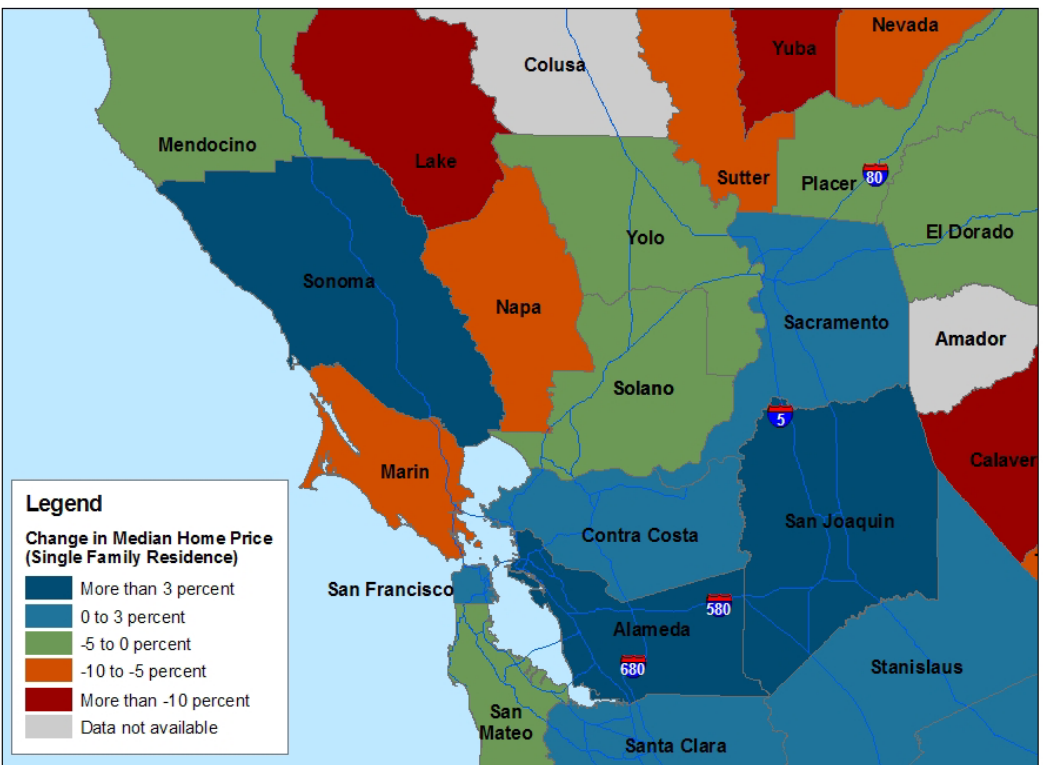 Nevada
Yuba
Colusa
Mendocino
Lake
Sutter
Placer
80
El Dorado
Yolo
Sonoma
Napa
Sacramento
Amador
Solano
5
Marin
Calaver
San Joaquin
Contra Costa
San Francisco
580
Alameda
680
Stanislaus
San
Mateo
Santa Clara
Legend
Change in Median Home Price
(Single Family Residence)
More than 3 percent
0 to 3 percent
-5 to 0 percent
-10 to -5 percent
More than -10 percent
Data not available